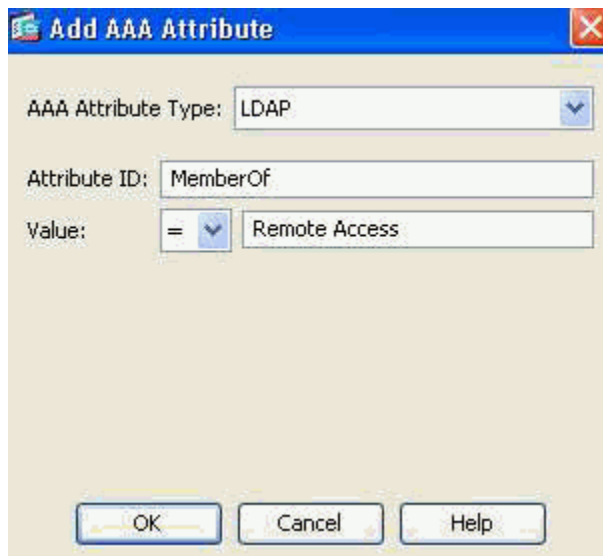 Add AAA Attribute
AAA Attribute Type: LDAP
Attribute ID: MemberOf
Value: = Remote Access
OK Cancel Help